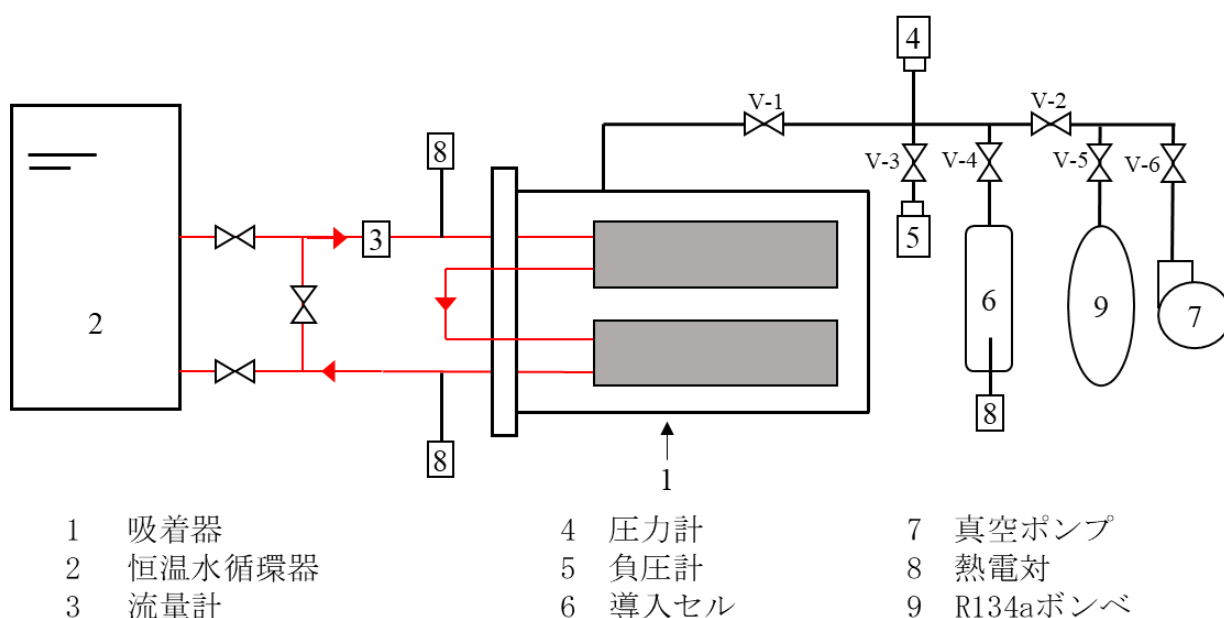 4
V-1
V-2
8
V-3
V-4
V-5
V-6
3
5
2
6
9
7
8
8
1
1 吸着器
2 恒温水循環器
3 流量計
4 圧力計
5 負圧計
6 導入セル
7 真空ポンプ
8 熱電対
9 R134aボンベ